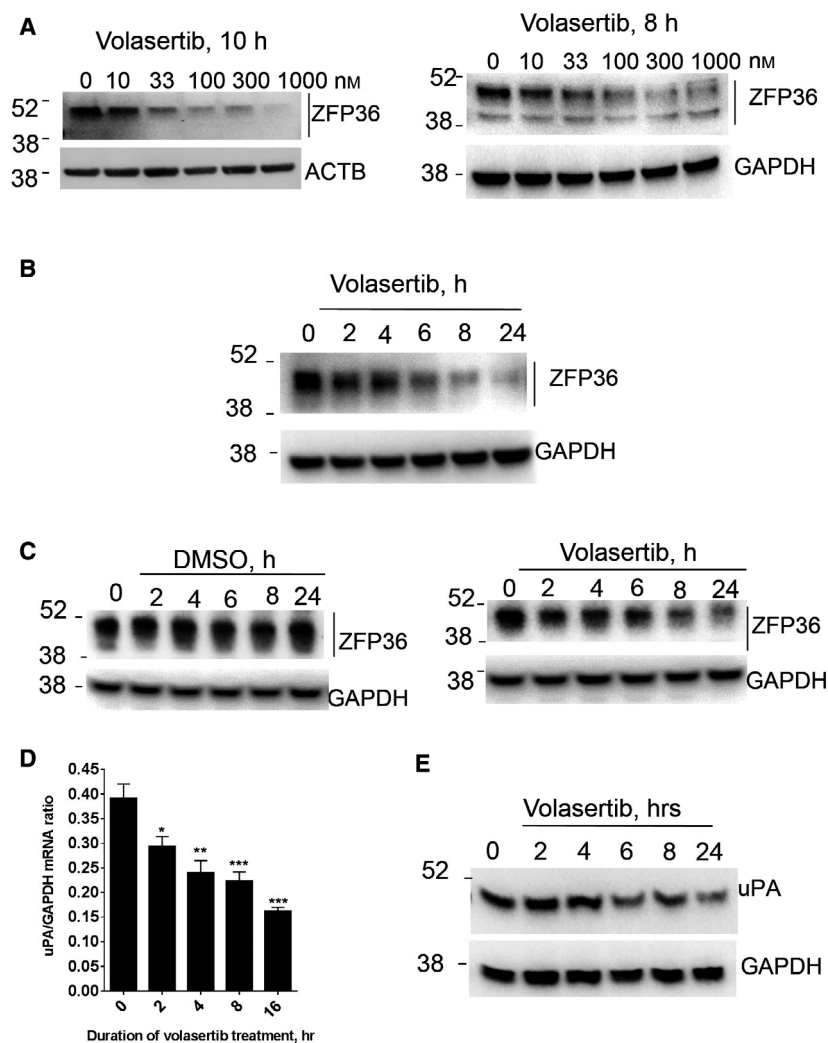 A
Volasertib, 10 h
0 10 33 100 300 1000 nM
52
ZFP36
38
38
ACTB
Volasertib, 8 h
0 10 33 100 300 1000 nM
52
ZFP36
38
38
GAPDH
B
Volasertib, h
0 2 4 6 8 24
52
ZFP36
38
38
GAPDH
C
DMSO, h
0 2 4 6 8 24
52
ZFP36
38
38
GAPDH
Volasertib, h
0 2 4 6 8 24
52
ZFP36
38
38
GAPDH
D
uPA/GAPDH mRNA ratio
0.45
0.40
0.35
0.30
0.25
0.20
0.15
0.10
0.05
0.00
* ** *** ***
0 2 4 8 16
Duration of volasertib treatment, hr
E
Volasertib, hrs
0 2 4 6 8 24
52
uPA
38
GAPDH